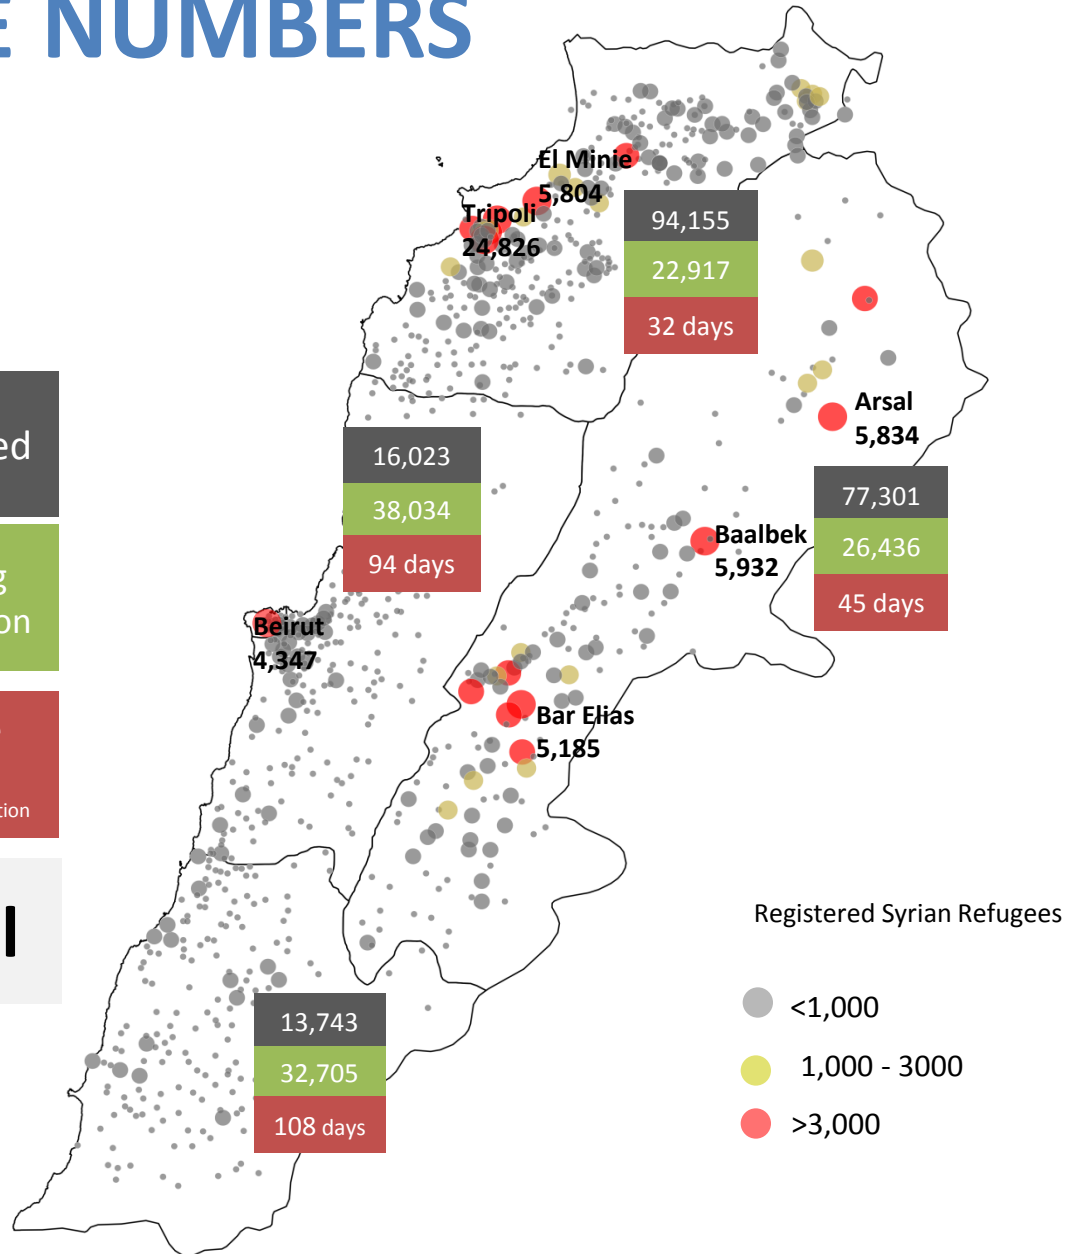 E NUMBERS
El Minie
5,804
Tripoli
24,826
94,155
22,917
32 days
Arsal
5,834
ed
16,023
38,034
94 days
77,301
26,436
45 days
Baalbek
5,932
g
on
Beirut
4,347
Bar Elias
5,185
tion
l
Registered Syrian Refugees
<1,000
1,000 - 3000
>3,000
13,743
32,705
108 days